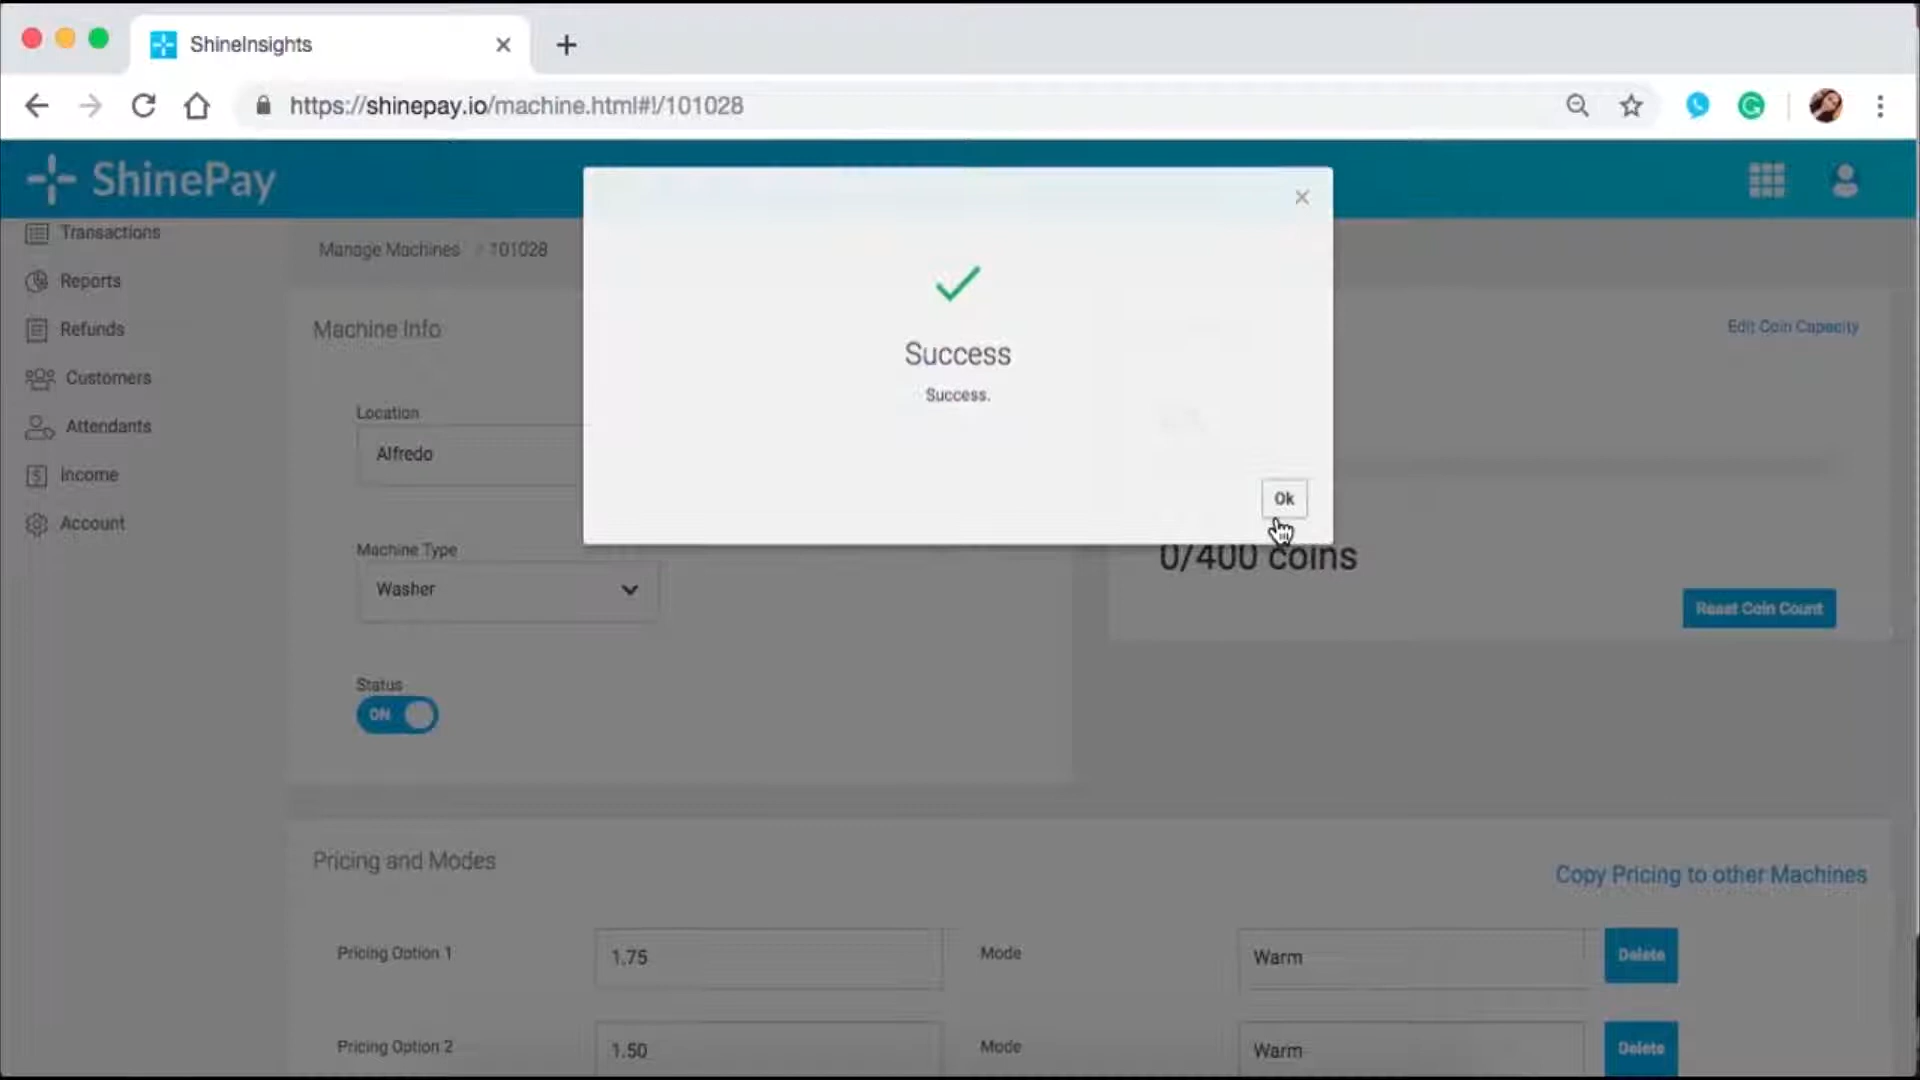 ShineInsights
https://shinepay.io/machine.html#!/101028
ShinePay
Transactions
Reports
Refunds
Customers
Attendants
Income
Account
Manage Machines / 101028
Machine Info
Location
Alfredo
Machine Type
Washer
Status
ON
Success
Success.
Ok
Edit Coin Capacity
0/400 coins
Reset Coin Count
Pricing and Modes
Copy Pricing to other Machines
Pricing Option 1
1.75
Mode
Warm
Delete
Pricing Option 2
1.50
Mode
Warm
Delete